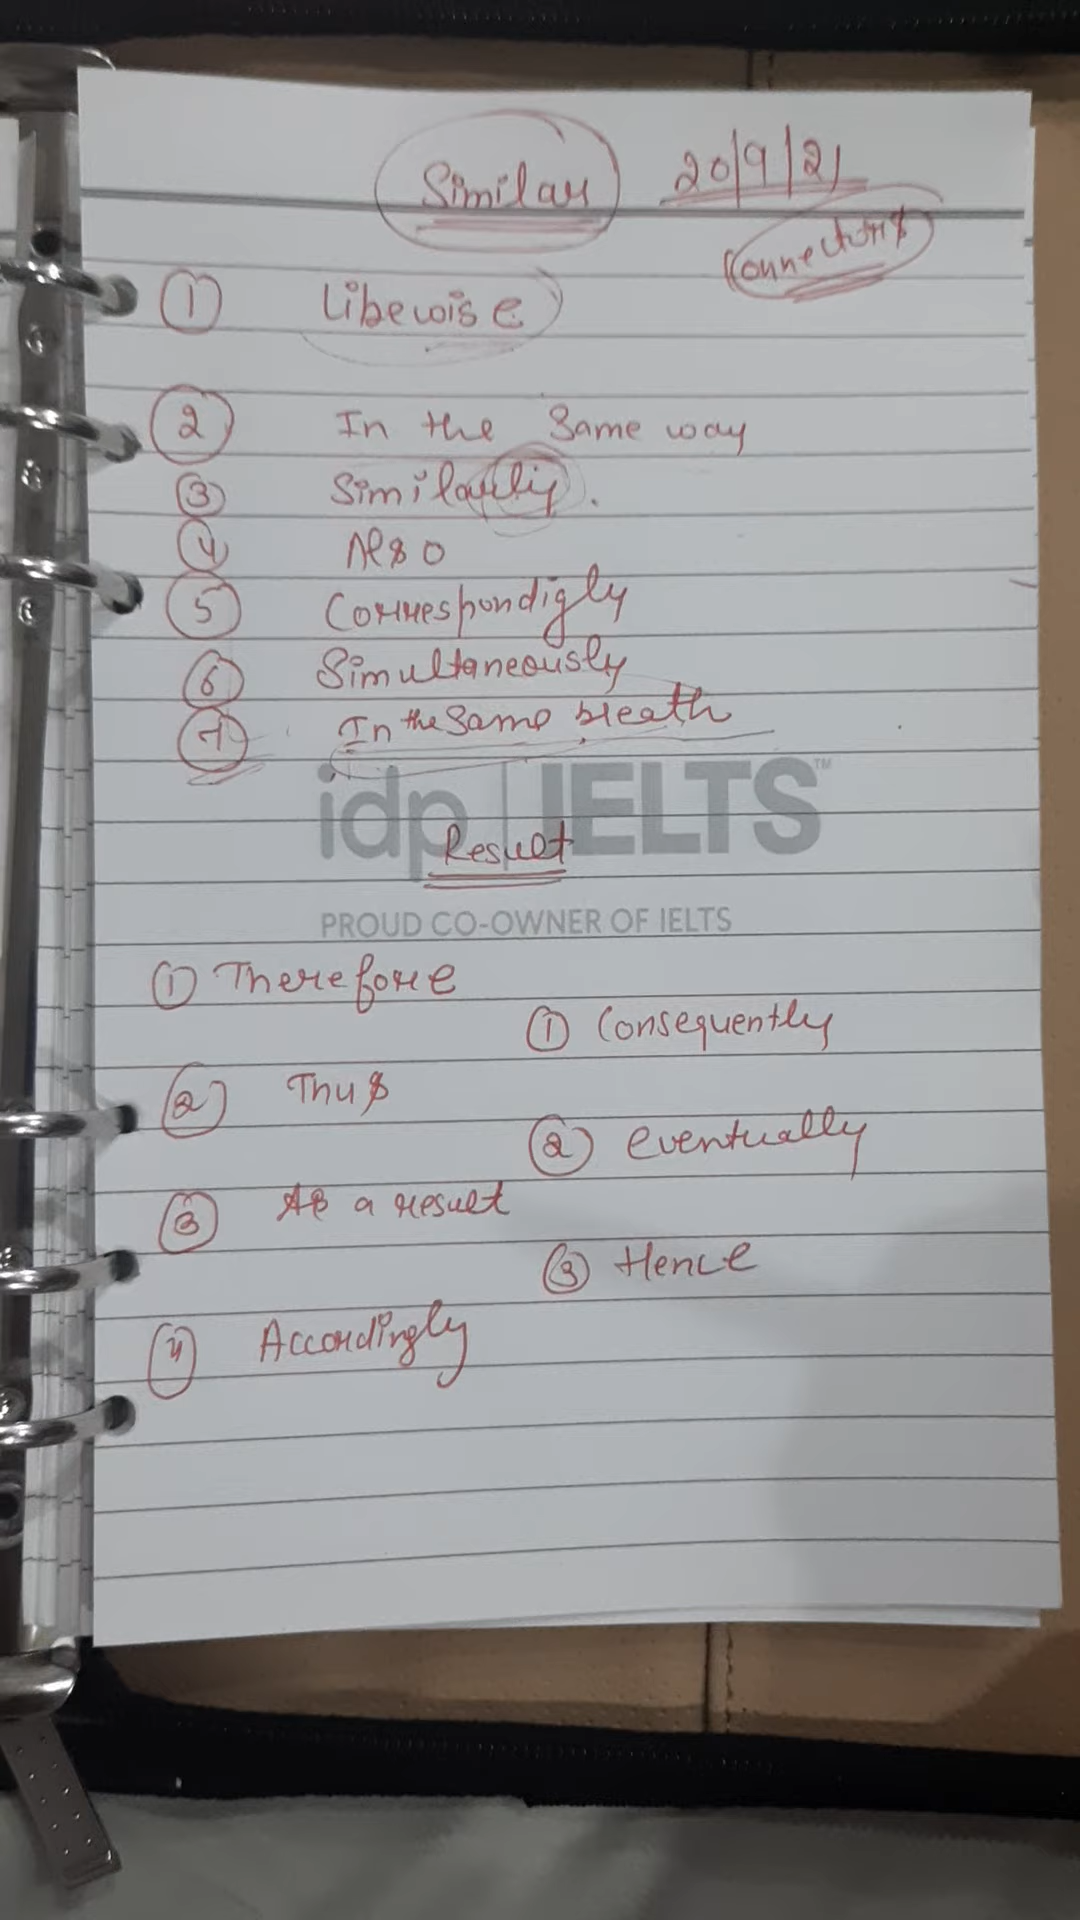 Similar 20/9/21
Connectors
1 Likewise
2 In the Same way
3 Similarly.
4 Also
5 Correspondigly
6 Simultaneously
7 In the Same breath
idp IELTS™
Result
PROUD CO-OWNER OF IELTS
1 Therefore
1 Consequently
2 Thus
2 eventually
3 As a result
3 Hence
4 Accordingly